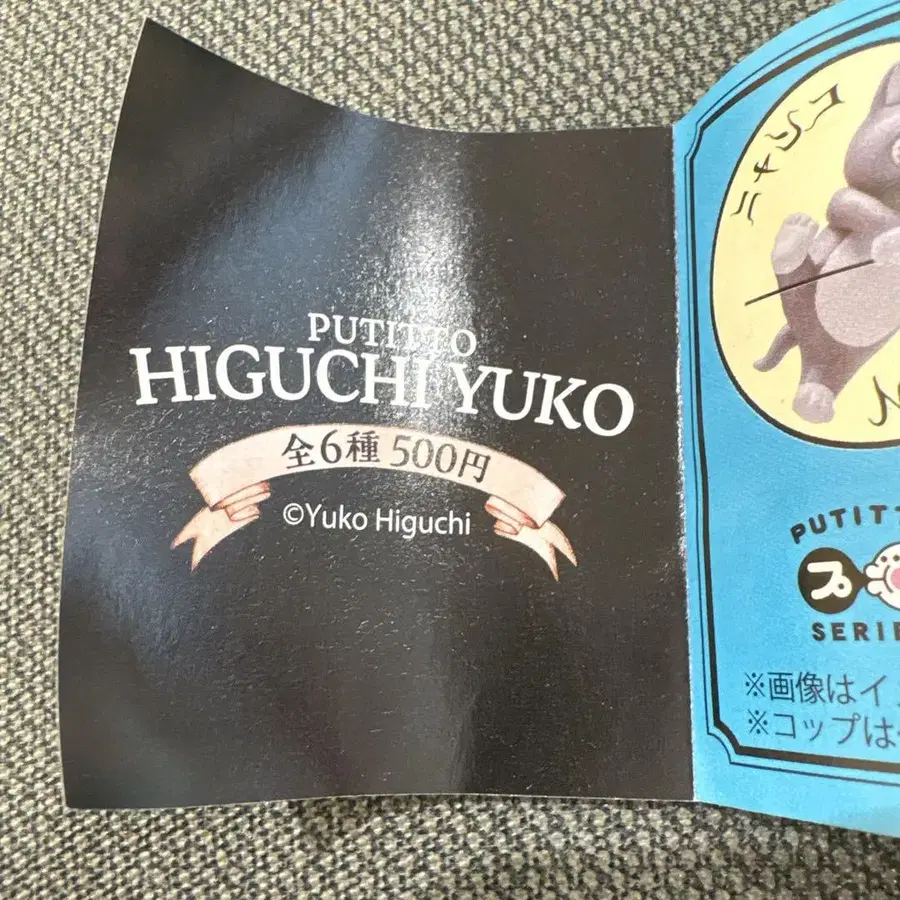 PUTITTO
HIGUCHI YUKO
全6種 500円
©Yuko Higuchi
PUTITT
プ
SERIE
※画像はイ
※コップは